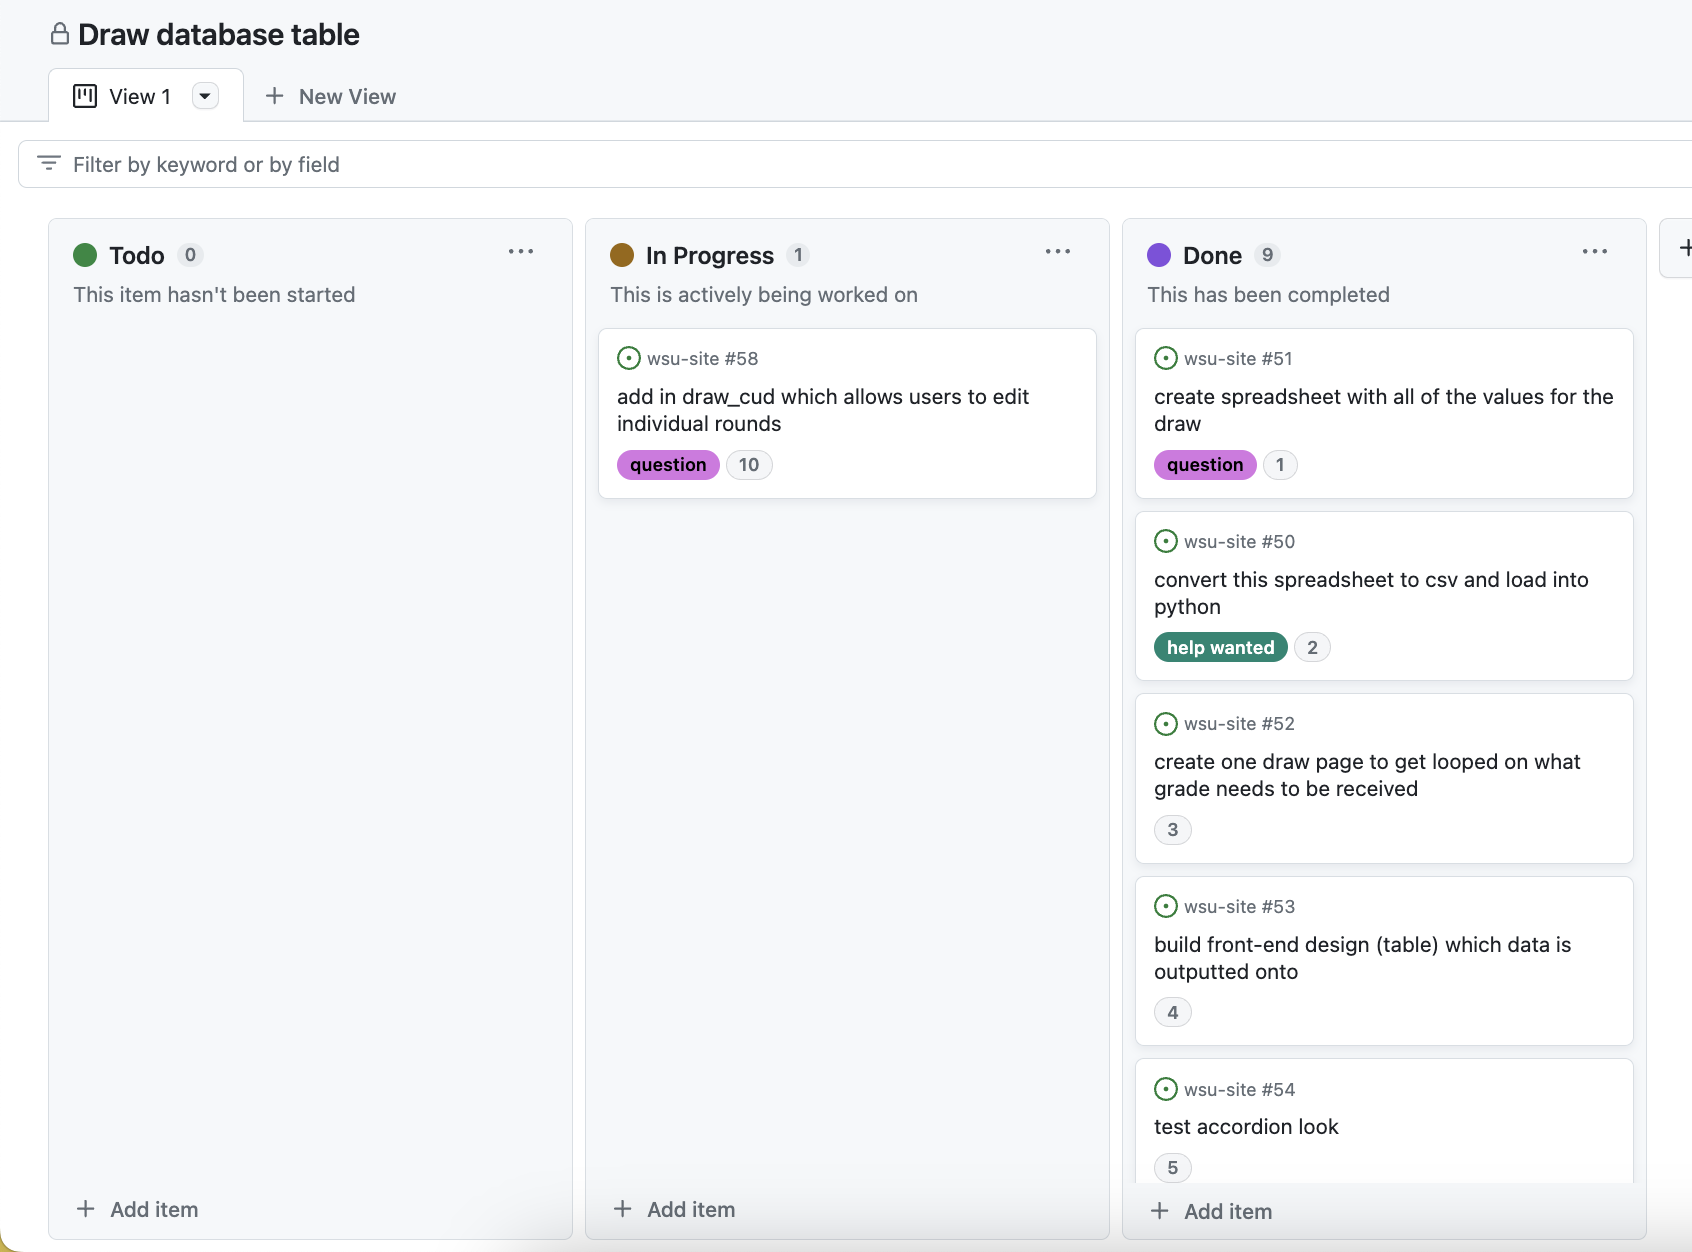 Draw database table
View 1
New View
Filter by keyword or by field
Todo 0
This item hasn't been started
Add item
In Progress 1
This is actively being worked on
wsu-site #58
add in draw_cud which allows users to edit
individual rounds
question 10
Add item
Done 9
This has been completed
wsu-site #51
create spreadsheet with all of the values for the
draw
question 1
wsu-site #50
convert this spreadsheet to csv and load into
python
help wanted 2
wsu-site #52
create one draw page to get looped on what
grade needs to be received
3
wsu-site #53
build front-end design (table) which data is
outputted onto
4
wsu-site #54
test accordion look
5
Add item